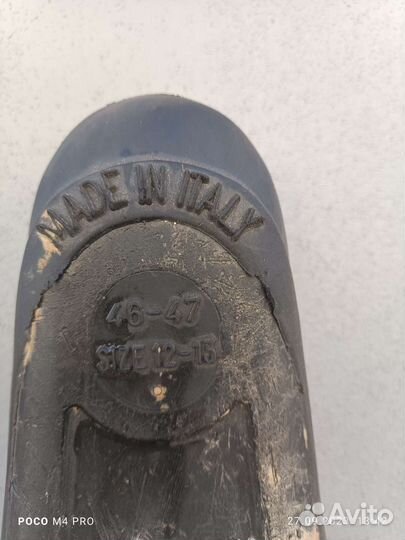 MADE IN ITALY
46-47
SIZE 12-13
POCO M4 PRO
Avito